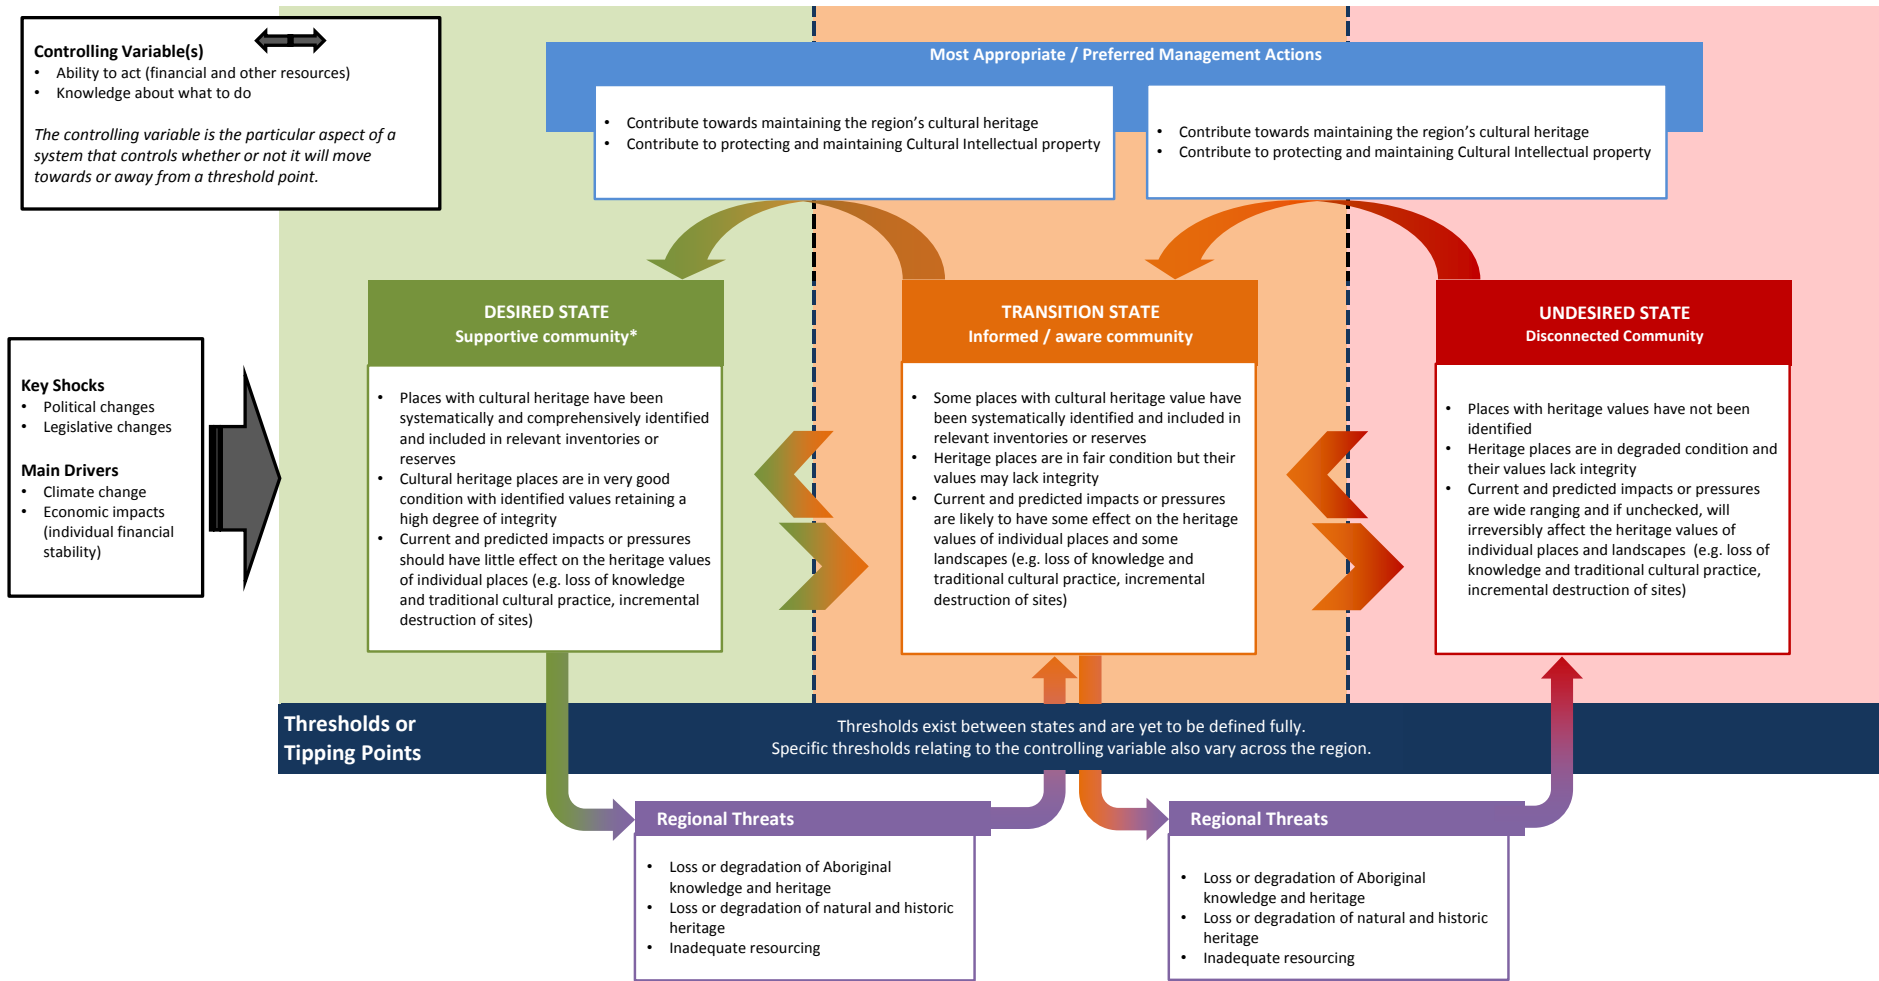 Controlling Variable(s)
• Ability to act (financial and other resources)
• Knowledge about what to do
The controlling variable is the particular aspect of a
system that controls whether or not it will move
towards or away from a threshold point.
Most Appropriate / Preferred Management Actions
• Contribute towards maintaining the region's cultural heritage
• Contribute to protecting and maintaining Cultural Intellectual property
• Contribute towards maintaining the region's cultural heritage
• Contribute to protecting and maintaining Cultural Intellectual property
Key Shocks
• Political changes
• Legislative changes
Main Drivers
• Climate change
• Economic impacts
(individual financial
stability)
DESIRED STATE
Supportive community*
• Places with cultural heritage have been
systematically and comprehensively identified
and included in relevant inventories or
reserves
• Cultural heritage places are in very good
condition with identified values retaining a
high degree of integrity
• Current and predicted impacts or pressures
should have little effect on the heritage values
of individual places (e.g. loss of knowledge
and traditional cultural practice, incremental
destruction of sites)
TRANSITION STATE
Informed / aware community
• Some places with cultural heritage value have
been systematically identified and included in
relevant inventories or reserves
• Heritage places are in fair condition but their
values may lack integrity
• Current and predicted impacts or pressures
are likely to have some effect on the heritage
values of individual places and some
landscapes (e.g. loss of knowledge and
traditional cultural practice, incremental
destruction of sites)
UNDESIRED STATE
Disconnected Community
• Places with heritage values have not been
identified
• Heritage places are in degraded condition and
their values lack integrity
• Current and predicted impacts or pressures
are wide ranging and if unchecked, will
irreversibly affect the heritage values of
individual places and landscapes (e.g. loss of
knowledge and traditional cultural practice,
incremental destruction of sites)
Thresholds or
Tipping Points
Thresholds exist between states and are yet to be defined fully.
Specific thresholds relating to the controlling variable also vary across the region.
Regional Threats
• Loss or degradation of Aboriginal
knowledge and heritage
• Loss or degradation of natural and historic
heritage
• Inadequate resourcing
Regional Threats
• Loss or degradation of Aboriginal
knowledge and heritage
• Loss or degradation of natural and historic
heritage
• Inadequate resourcing